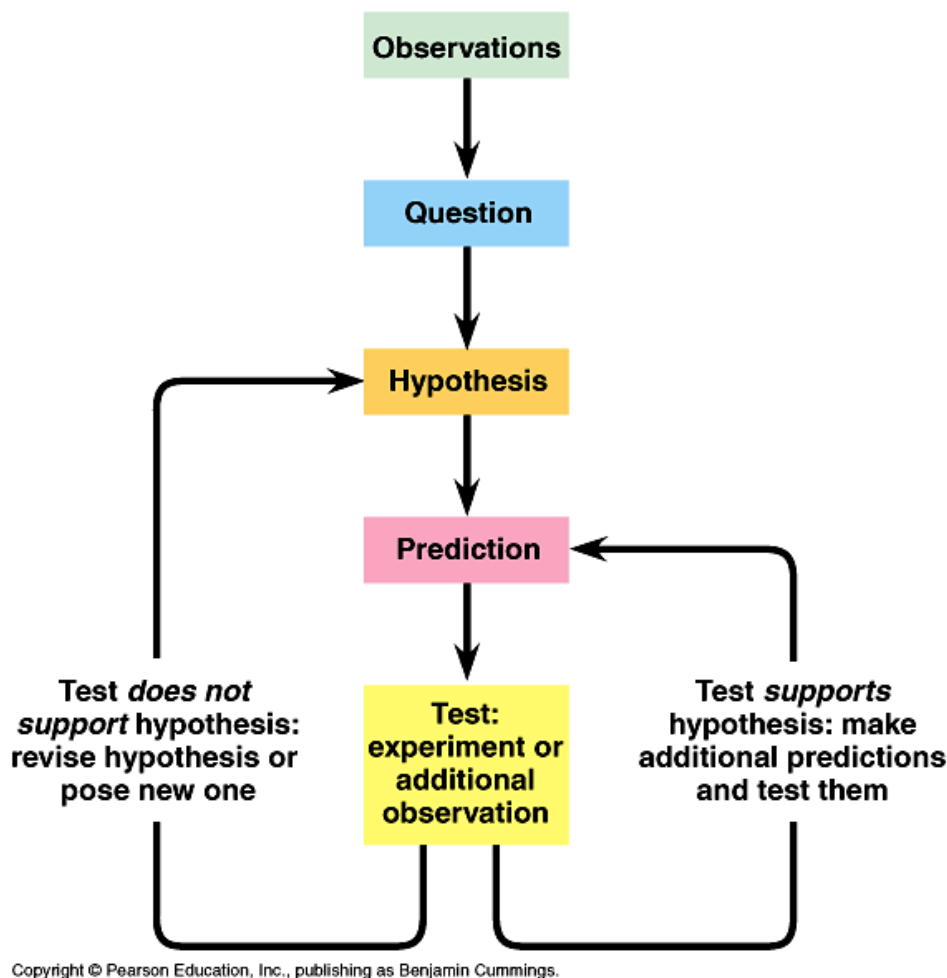 Observations
Question
Hypothesis
Prediction
Test does not
support hypothesis:
revise hypothesis or
pose new one
Test:
experiment or
additional
observation
Test supports
hypothesis: make
additional predictions
and test them
Copyright © Pearson Education, Inc., publishing as Benjamin Cummings.